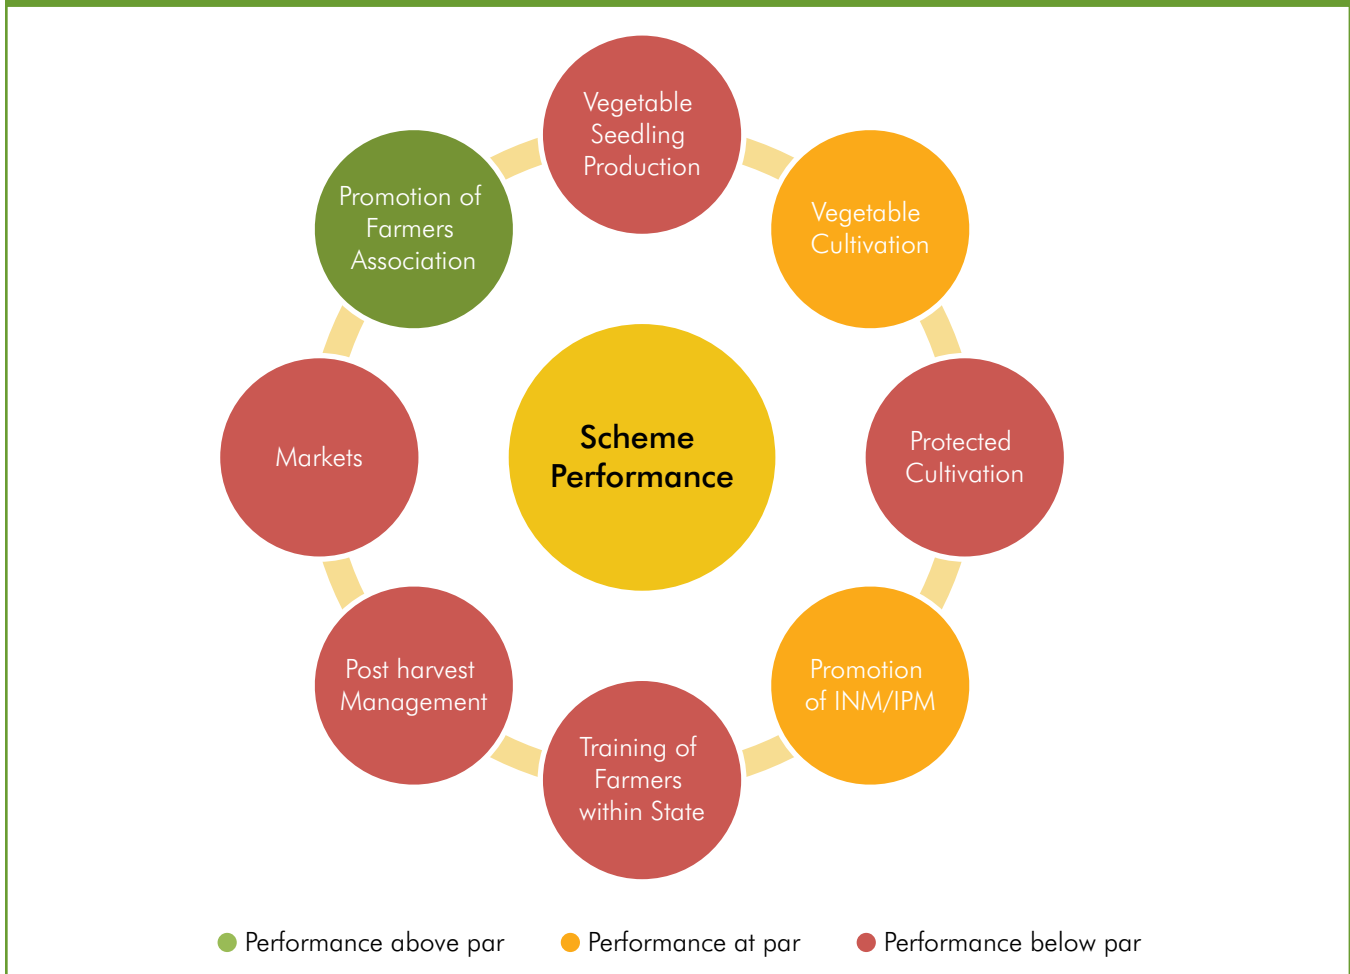 Vegetable
Seedling
Production
Promotion of
Farmers
Association
Vegetable
Cultivation
Scheme
Performance
Markets
Protected
Cultivation
Post harvest
Management
Promotion
of INM/IPM
Training of
Farmers
within State
Performance above par
Performance at par
Performance below par